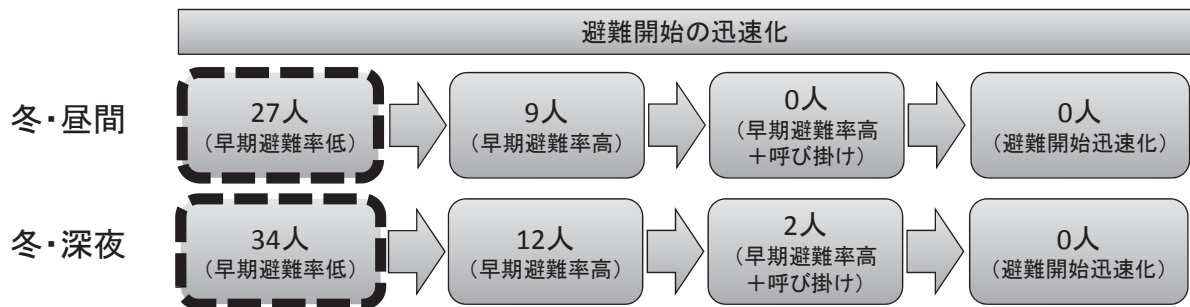 避難開始の迅速化
冬・昼間
27人
(早期避難率低)
9人
(早期避難率高)
0人
(早期避難率高
＋呼び掛け)
0人
(避難開始迅速化)
冬・深夜
34人
(早期避難率低)
12人
(早期避難率高)
2人
(早期避難率高
＋呼び掛け)
0人
(避難開始迅速化)